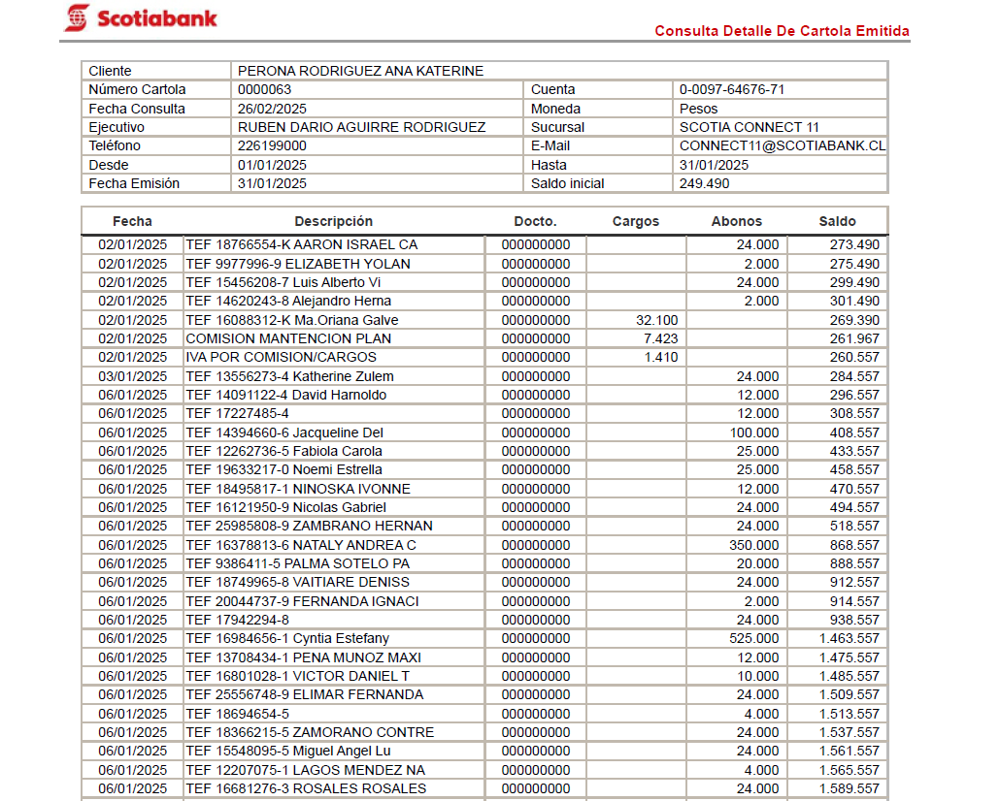 Scotiabank
Consulta Detalle De Cartola Emitida
Cliente PERONA RODRIGUEZ ANA KATERINE
Número Cartola 0000063 Cuenta 0-0097-64676-71
Fecha Consulta 26/02/2025 Moneda Pesos
Ejecutivo RUBEN DARIO AGUIRRE RODRIGUEZ Sucursal SCOTIA CONNECT 11
Teléfono 226199000 E-Mail CONNECT11@SCOTIABANK.CL
Desde 01/01/2025 Hasta 31/01/2025
Fecha Emisión 31/01/2025 Saldo inicial 249.490
Fecha Descripción Docto. Cargos Abonos Saldo
02/01/2025 TEF 18766554-K AARON ISRAEL CA 000000000 24.000 273.490
02/01/2025 TEF 9977996-9 ELIZABETH YOLAN 000000000 2.000 275.490
02/01/2025 TEF 15456208-7 Luis Alberto Vi 000000000 24.000 299.490
02/01/2025 TEF 14620243-8 Alejandro Herna 000000000 2.000 301.490
02/01/2025 TEF 16088312-K Ma.Oriana Galve 000000000 32.100 269.390
02/01/2025 COMISION MANTENCION PLAN 000000000 7.423 261.967
02/01/2025 IVA POR COMISION/CARGOS 000000000 1.410 260.557
03/01/2025 TEF 13556273-4 Katherine Zulem 000000000 24.000 284.557
06/01/2025 TEF 14091122-4 David Harnoldo 000000000 12.000 296.557
06/01/2025 TEF 17227485-4 000000000 12.000 308.557
06/01/2025 TEF 14394660-6 Jacqueline Del 000000000 100.000 408.557
06/01/2025 TEF 12262736-5 Fabiola Carola 000000000 25.000 433.557
06/01/2025 TEF 19633217-0 Noemi Estrella 000000000 25.000 458.557
06/01/2025 TEF 18495817-1 NINOSKA IVONNE 000000000 12.000 470.557
06/01/2025 TEF 16121950-9 Nicolas Gabriel 000000000 24.000 494.557
06/01/2025 TEF 25985808-9 ZAMBRANO HERNAN 000000000 24.000 518.557
06/01/2025 TEF 16378813-6 NATALY ANDREA C 000000000 350.000 868.557
06/01/2025 TEF 9386411-5 PALMA SOTELO PA 000000000 20.000 888.557
06/01/2025 TEF 18749965-8 VAITIARE DENISS 000000000 24.000 912.557
06/01/2025 TEF 20044737-9 FERNANDA IGNACI 000000000 2.000 914.557
06/01/2025 TEF 17942294-8 000000000 24.000 938.557
06/01/2025 TEF 16984656-1 Cyntia Estefany 000000000 525.000 1.463.557
06/01/2025 TEF 13708434-1 PENA MUNOZ MAXI 000000000 12.000 1.475.557
06/01/2025 TEF 16801028-1 VICTOR DANIEL T 000000000 10.000 1.485.557
06/01/2025 TEF 25556748-9 ELIMAR FERNANDA 000000000 24.000 1.509.557
06/01/2025 TEF 18694654-5 000000000 4.000 1.513.557
06/01/2025 TEF 18366215-5 ZAMORANO CONTRE 000000000 24.000 1.537.557
06/01/2025 TEF 15548095-5 Miguel Angel Lu 000000000 24.000 1.561.557
06/01/2025 TEF 12207075-1 LAGOS MENDEZ NA 000000000 4.000 1.565.557
06/01/2025 TEF 16681276-3 ROSALES ROSALES 000000000 24.000 1.589.557